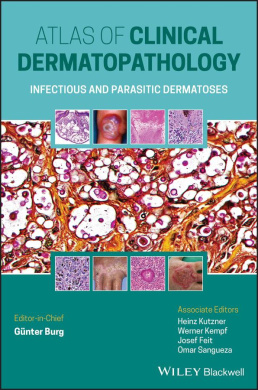 ATLAS OF CLINICAL
DERMATOPATHOLOGY
INFECTIOUS AND PARASITIC DERMATOSES
Editor-in-Chief
Günter Burg
Associate Editors
Heinz Kutzner
Werner Kempf
Josef Feit
Omar Sangueza
WILEY Blackwell